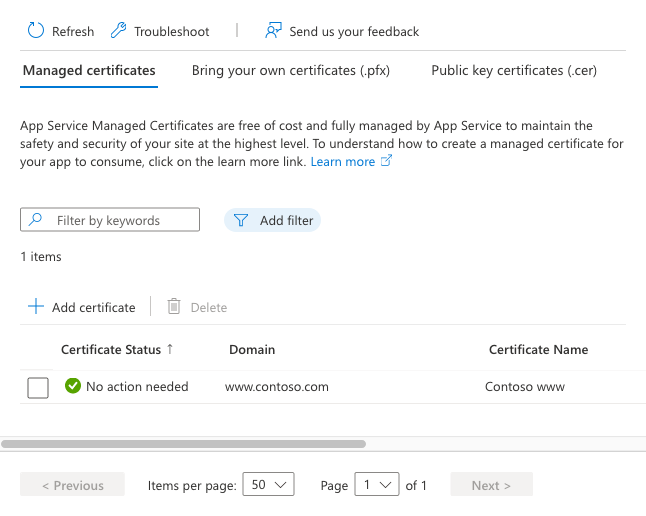 Refresh Troubleshoot | Send us your feedback
Managed certificates Bring your own certificates (.pfx) Public key certificates (.cer)
App Service Managed Certificates are free of cost and fully managed by App Service to maintain the
safety and security of your site at the highest level. To understand how to create a managed certificate for
your app to consume, click on the learn more link. Learn more
Filter by keywords Add filter
1 items
Add certificate Delete
Certificate Status ↑ Domain Certificate Name
No action needed www.contoso.com Contoso www
< Previous Items per page: 50 Page 1 of 1 Next >